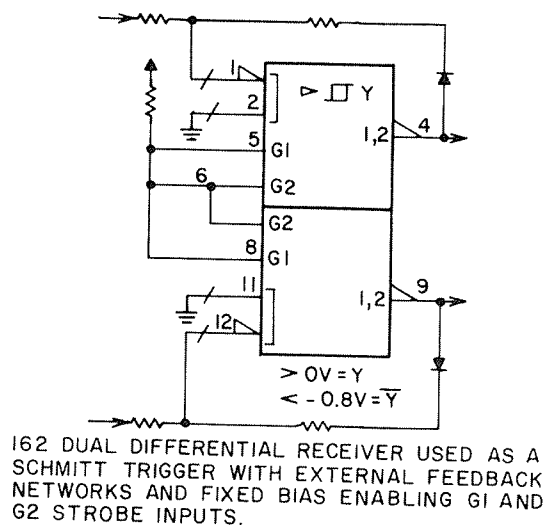 1
2
5
6
8
11
12
Y
1,2
4
G1
G2
G2
G1
1,2
9
> 0V = Y
< - 0.8V = Y̅
162 DUAL DIFFERENTIAL RECEIVER USED AS A
SCHMITT TRIGGER WITH EXTERNAL FEEDBACK
NETWORKS AND FIXED BIAS ENABLING G1 AND
G2 STROBE INPUTS.